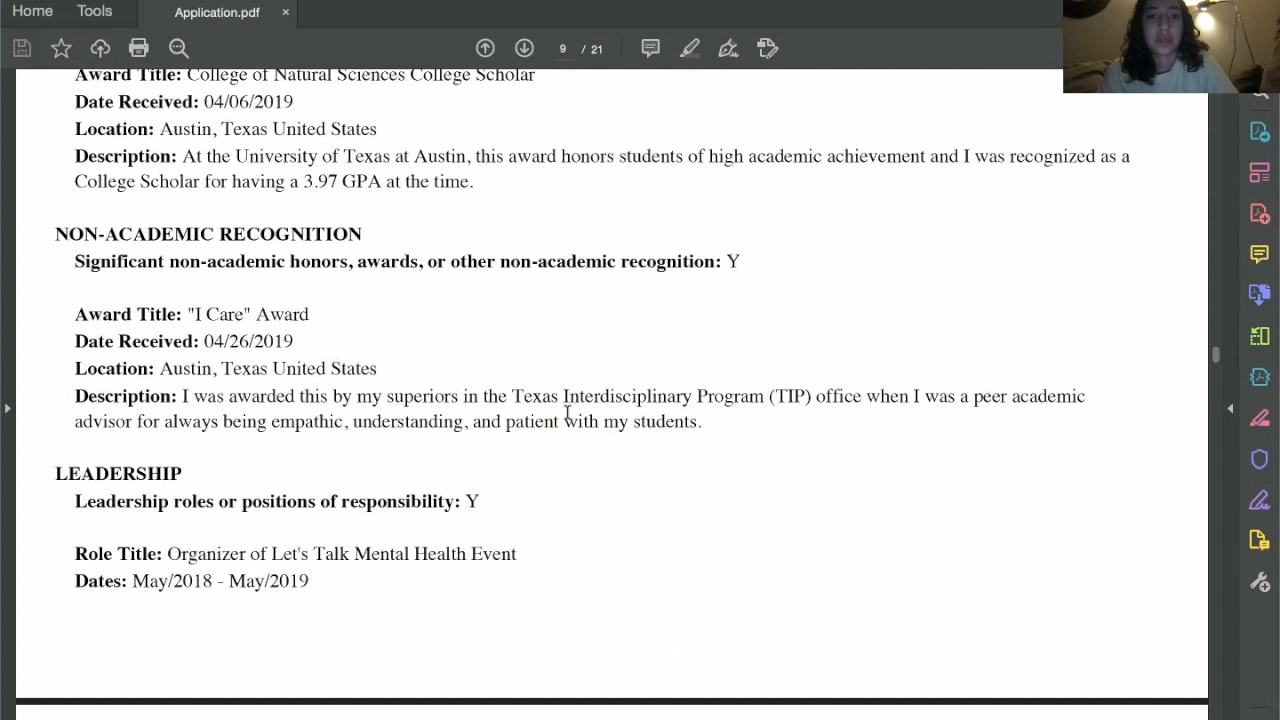 Home Tools Application.pdf ×
9 / 21
Award Title: College of Natural Sciences College Scholar
Date Received: 04/06/2019
Location: Austin, Texas United States
Description: At the University of Texas at Austin, this award honors students of high academic achievement and I was recognized as a
College Scholar for having a 3.97 GPA at the time.
NON-ACADEMIC RECOGNITION
Significant non-academic honors, awards, or other non-academic recognition: Y
Award Title: "I Care" Award
Date Received: 04/26/2019
Location: Austin, Texas United States
Description: I was awarded this by my superiors in the Texas Interdisciplinary Program (TIP) office when I was a peer academic
advisor for always being empathic, understanding, and patient with my students.
LEADERSHIP
Leadership roles or positions of responsibility: Y
Role Title: Organizer of Let's Talk Mental Health Event
Dates: May/2018 - May/2019